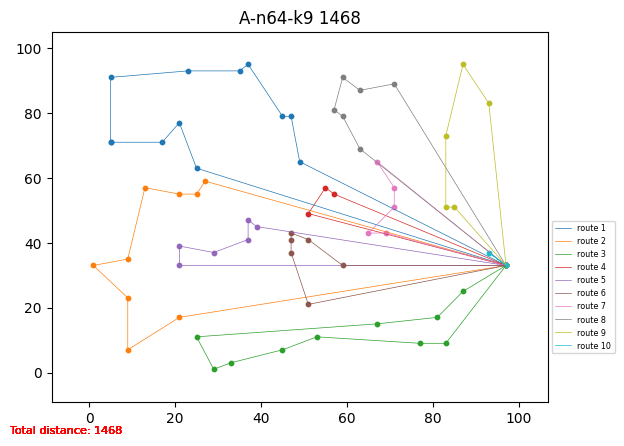 A-n64-k9 1468
100
80
60
40
20
0
0 20 40 60 80 100
route 1
route 2
route 3
route 4
route 5
route 6
route 7
route 8
route 9
route 10
Total distance: 1468